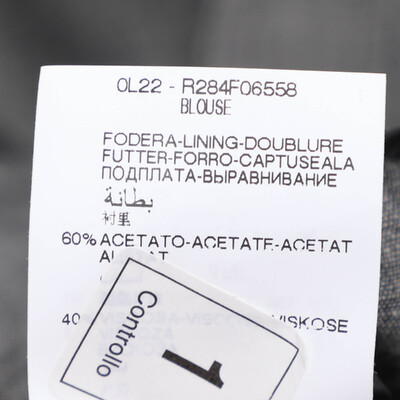 0L22 - R284F06558
BLOUSE
FODERA-LINING-DOUBLURE
FUTTER-FORRO-CAPTUSEALA
ПОДПЛАТА-ВЫРАВНИВАНИЕ
بطانة
衬里
60% ACETATO-ACETATE-ACETAT
VISKOSE
Controllo
1